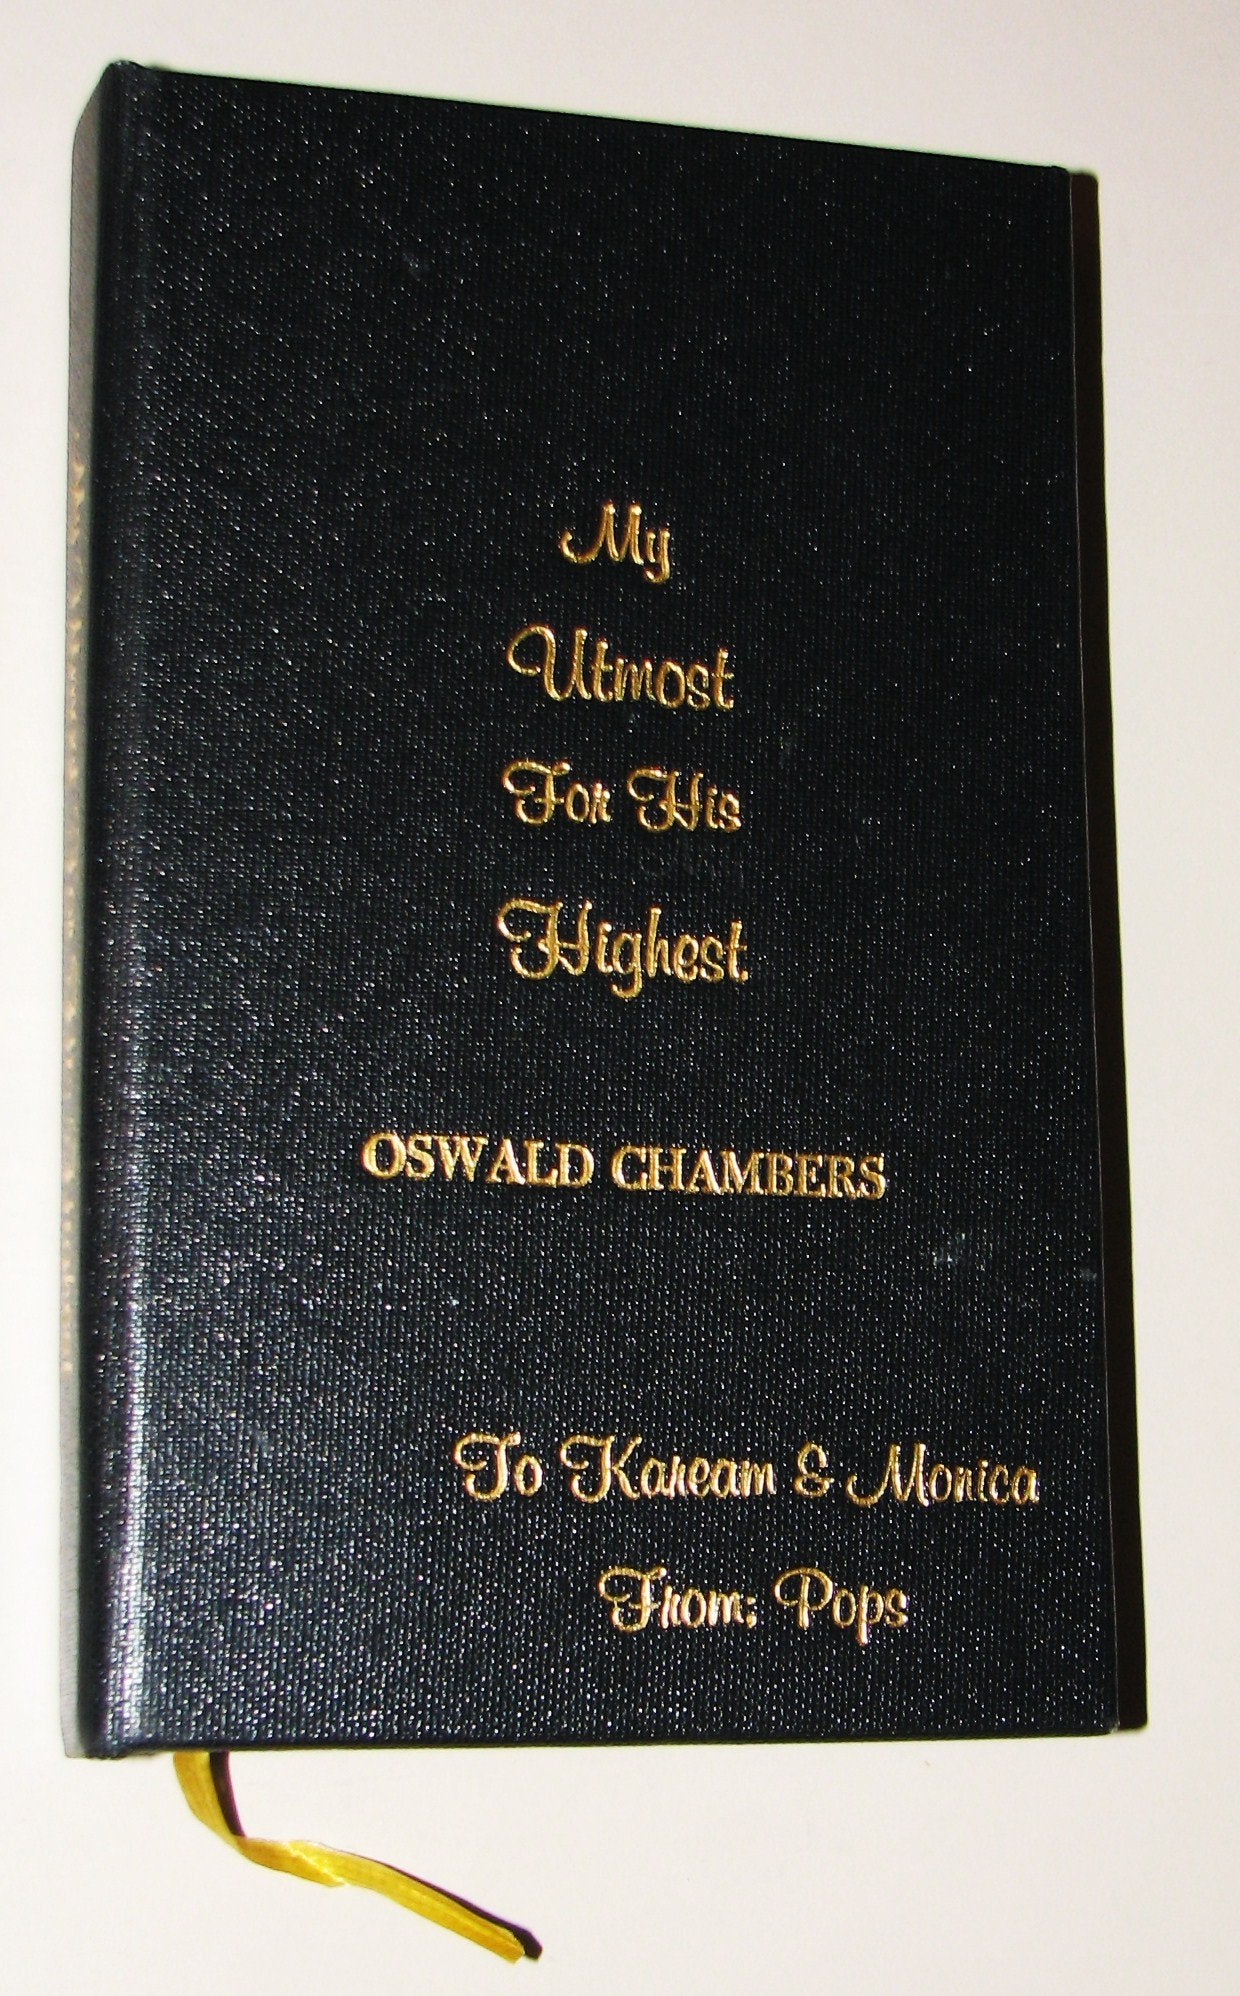 My
Utmost
For His
Highest
OSWALD CHAMBERS
To Kaream & Monica
From: Pops